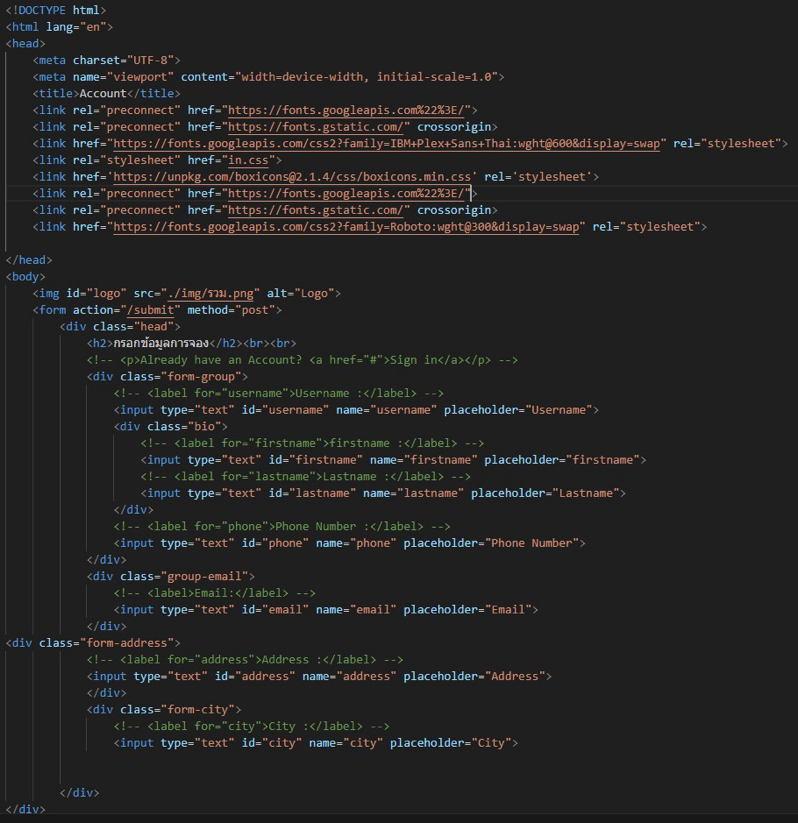 <!DOCTYPE html>
<html lang="en">
<head>
<meta charset="UTF-8">
<meta name="viewport" content="width=device-width, initial-scale=1.0">
<title>Account</title>
<link rel="preconnect" href="https://fonts.googleapis.com%22%3E/">
<link rel="preconnect" href="https://fonts.gstatic.com/" crossorigin>
<link href="https://fonts.googleapis.com/css2?family=IBM+Plex+Sans+Thai:wght@600&display=swap" rel="stylesheet">
<link rel="stylesheet" href="in.css">
<link href='https://unpkg.com/boxicons@2.1.4/css/boxicons.min.css' rel='stylesheet'>
<link rel="preconnect" href="https://fonts.googleapis.com%22%3E/">
<link rel="preconnect" href="https://fonts.gstatic.com/" crossorigin>
<link href="https://fonts.googleapis.com/css2?family=Roboto:wght@300&display=swap" rel="stylesheet">
</head>
<body>
<img id="logo" src="./img/รวม.png" alt="Logo">
<form action="/submit" method="post">
<div class="head">
<h2>กรอกข้อมูลการจอง</h2><br><br>
<!-- <p>Already have an Account? <a href="#">Sign in</a></p> -->
<div class="form-group">
<!-- <label for="username">Username :</label> -->
<input type="text" id="username" name="username" placeholder="Username">
<div class="bio">
<!-- <label for="firstname">firstname :</label> -->
<input type="text" id="firstname" name="firstname" placeholder="firstname">
<!-- <label for="lastname">Lastname :</label> -->
<input type="text" id="lastname" name="lastname" placeholder="Lastname">
</div>
<!-- <label for="phone">Phone Number :</label> -->
<input type="text" id="phone" name="phone" placeholder="Phone Number">
</div>
<div class="group-email">
<!-- <label>Email:</label> -->
<input type="text" id="email" name="email" placeholder="Email">
</div>
<div class="form-address">
<!-- <label for="address">Address :</label> -->
<input type="text" id="address" name="address" placeholder="Address">
</div>
<div class="form-city">
<!-- <label for="city">City :</label> -->
<input type="text" id="city" name="city" placeholder="City">
</div>
</div>